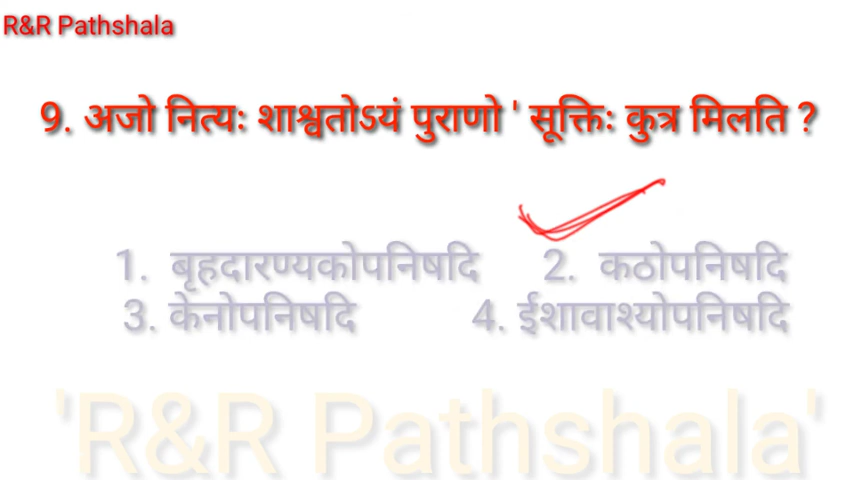 R&R Pathshala
9. अजो नित्यः शाश्वतोऽयं पुराणो ' सूक्तिः कुत्र मिलति ?
1. बृहदारण्यकोपनिषदि 2. कठोपनिषदि
3. केनोपनिषदि 4. ईशावाश्योपनिषदि
'R&R Pathshala'